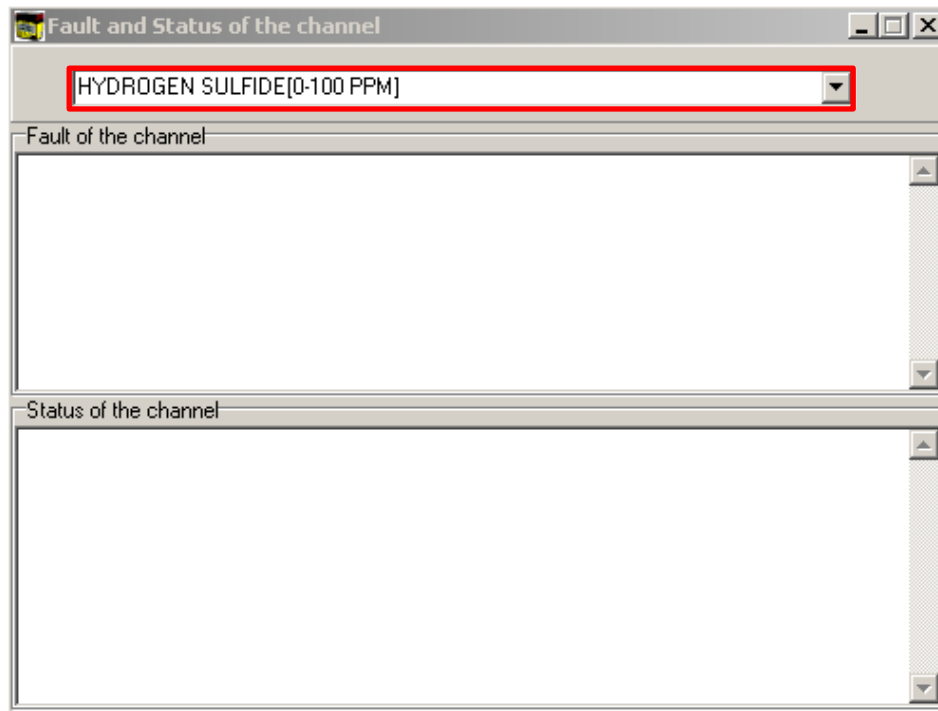 Fault and Status of the channel
HYDROGEN SULFIDE[0-100 PPM]
Fault of the channel
Status of the channel